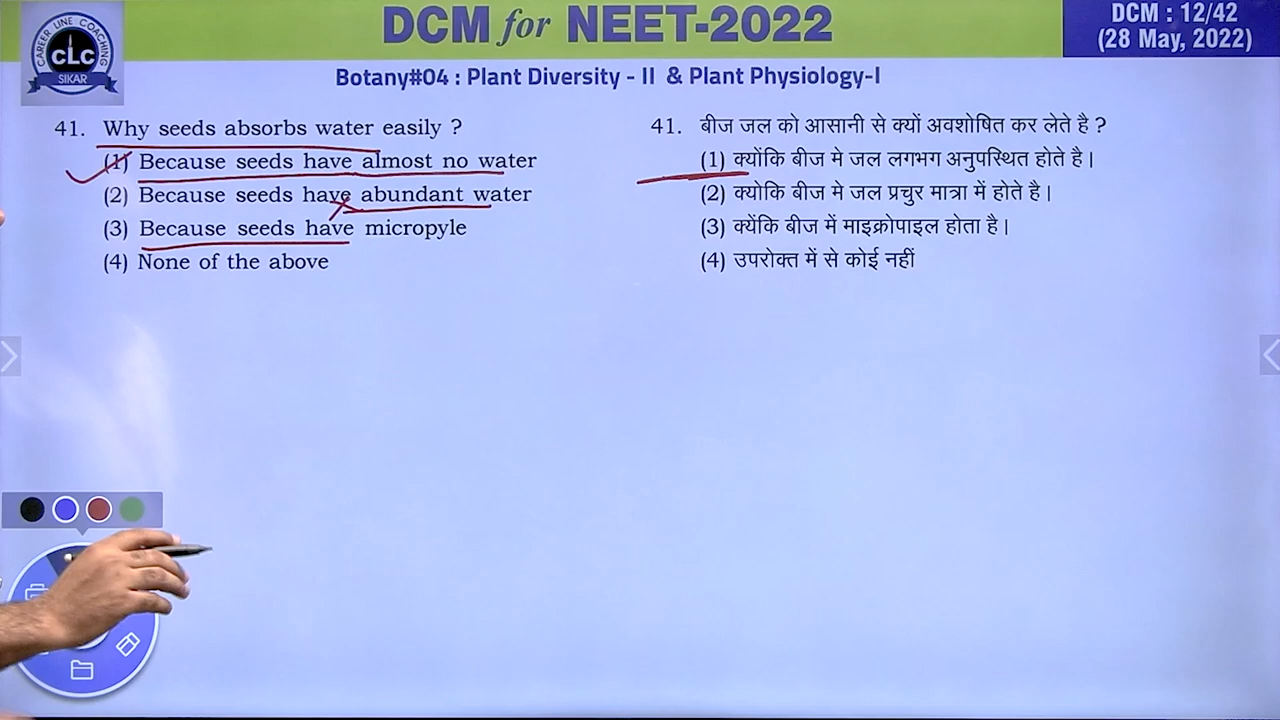 DCM for NEET-2022
DCM : 12/42
(28 May, 2022)
CAREER LINE COACHING
CLC
SIKAR
Botany#04 : Plant Diversity - II & Plant Physiology-I
41. Why seeds absorbs water easily ?
(1) Because seeds have almost no water
(2) Because seeds have abundant water
(3) Because seeds have micropyle
(4) None of the above
41. बीज जल को आसानी से क्यों अवशोषित कर लेते है ?
(1) क्योंकि बीज मे जल लगभग अनुपस्थित होते है।
(2) क्योकि बीज मे जल प्रचुर मात्रा में होते है।
(3) क्येंकि बीज में माइक्रोपाइल होता है।
(4) उपरोक्त में से कोई नहीं